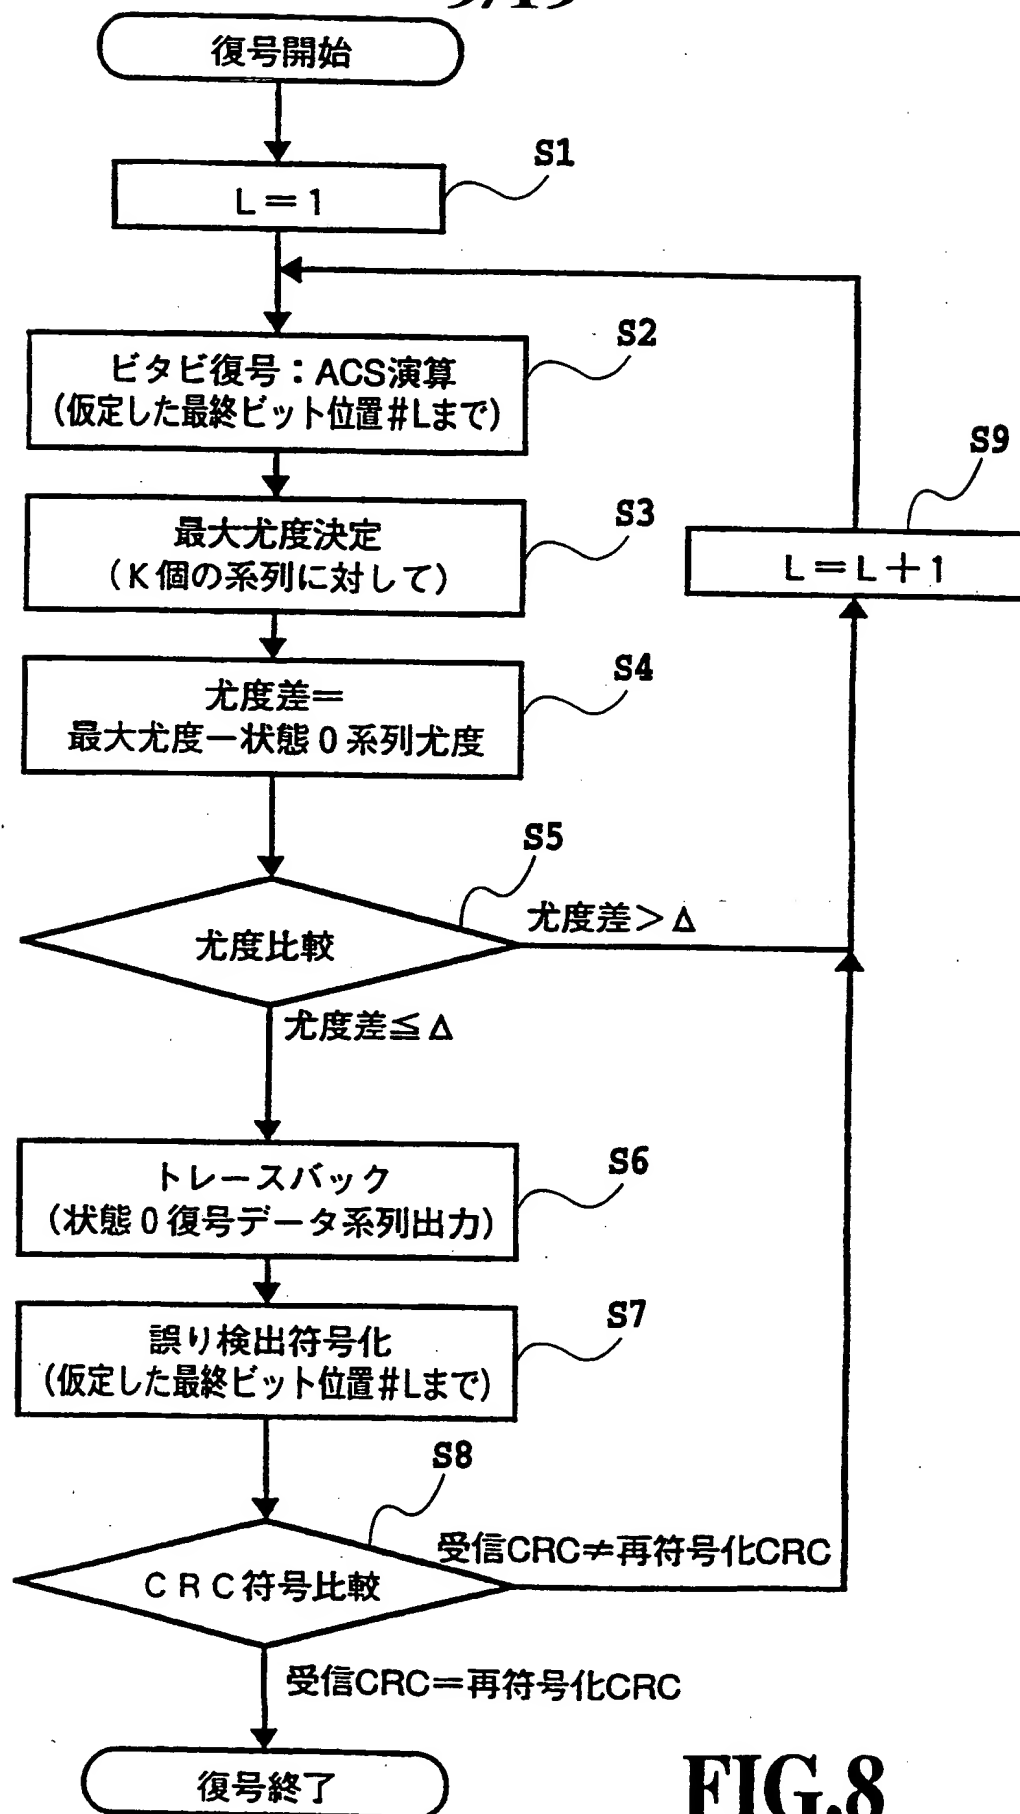 復号開始
S1
L=1
S2
ビタビ復号：ACS演算
(仮定した最終ビット位置#Lまで)
S9
L=L+1
S3
最大尤度決定
(K個の系列に対して)
S4
尤度差=
最大尤度－状態0系列尤度
S5
尤度比較
尤度差>Δ
尤度差≦Δ
S6
トレースバック
(状態0復号データ系列出力)
S7
誤り検出符号化
(仮定した最終ビット位置#Lまで)
S8
CRC符号比較
受信CRC≠再符号化CRC
受信CRC=再符号化CRC
復号終了
FIG.8